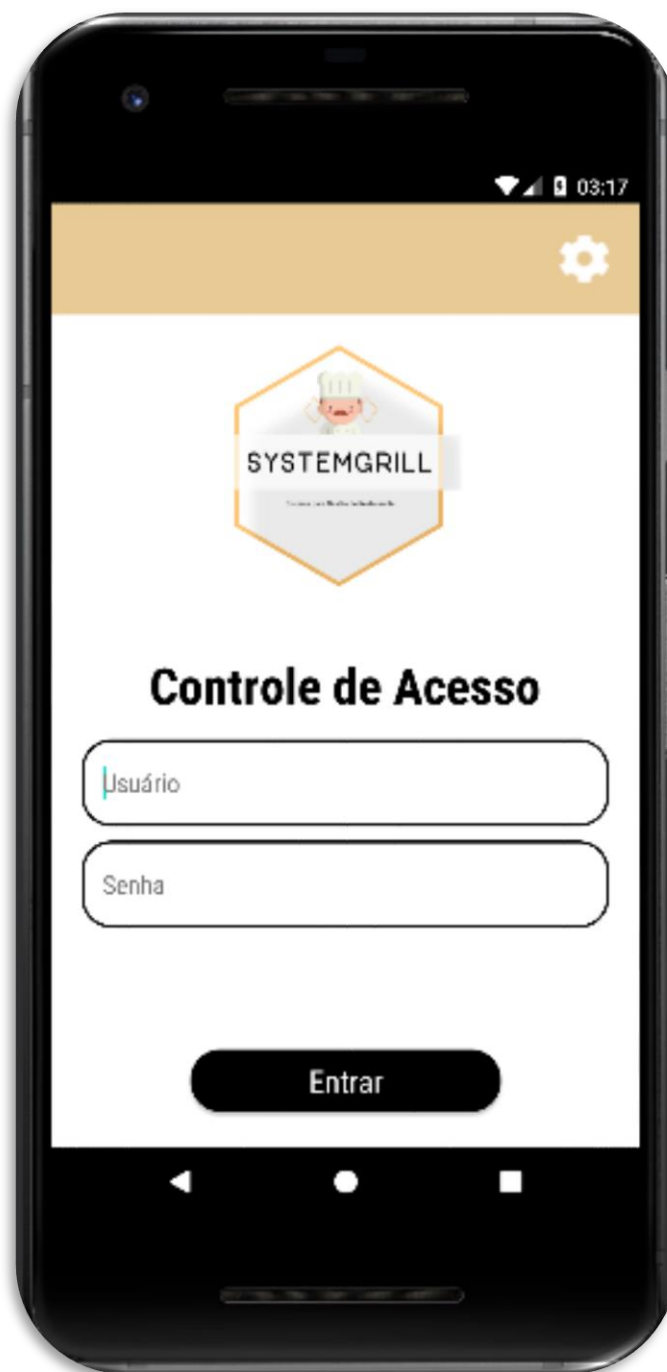 03:17
SYSTEMGRILL
Controle de Acesso
Usuário
Senha
Entrar